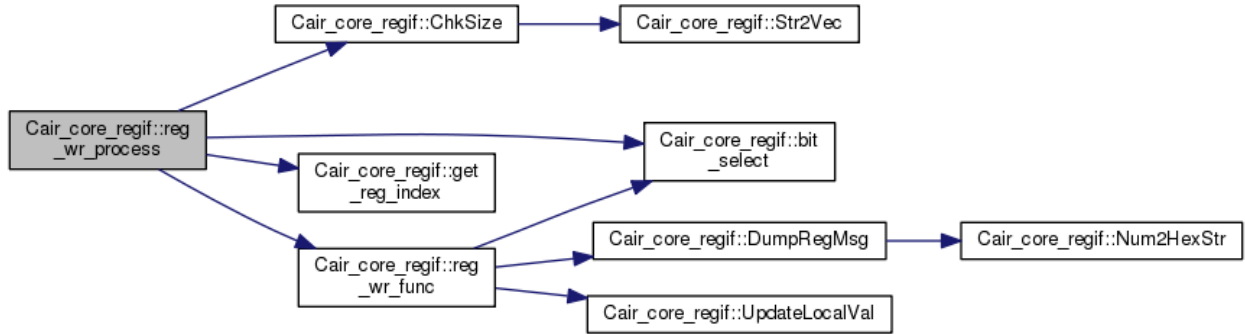 Cair_core_regif::ChkSize
Cair_core_regif::Str2Vec
Cair_core_regif::reg
_wr_process
Cair_core_regif::bit
_select
Cair_core_regif::get
_reg_index
Cair_core_regif::DumpRegMsg
Cair_core_regif::Num2HexStr
Cair_core_regif::reg
_wr_func
Cair_core_regif::UpdateLocalVal